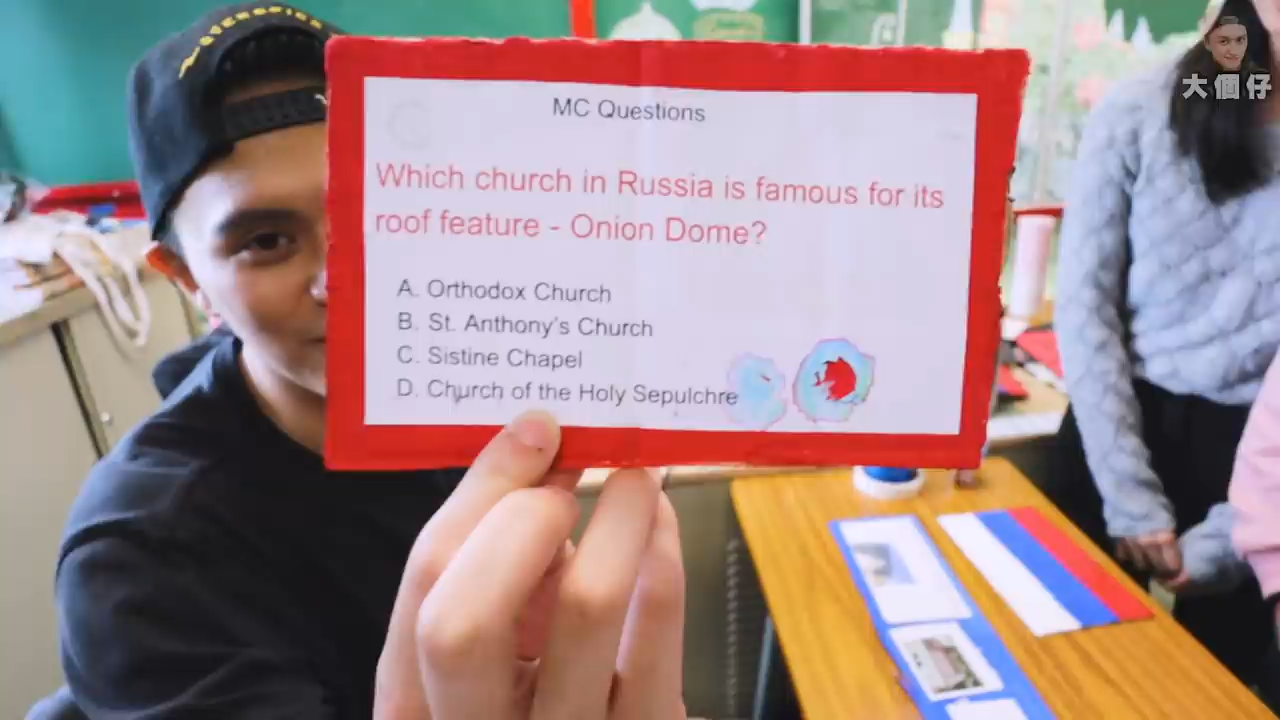 大個仔
MC Questions
Which church in Russia is famous for its
roof feature - Onion Dome?
A. Orthodox Church
B. St. Anthony's Church
C. Sistine Chapel
D. Church of the Holy Sepulchre